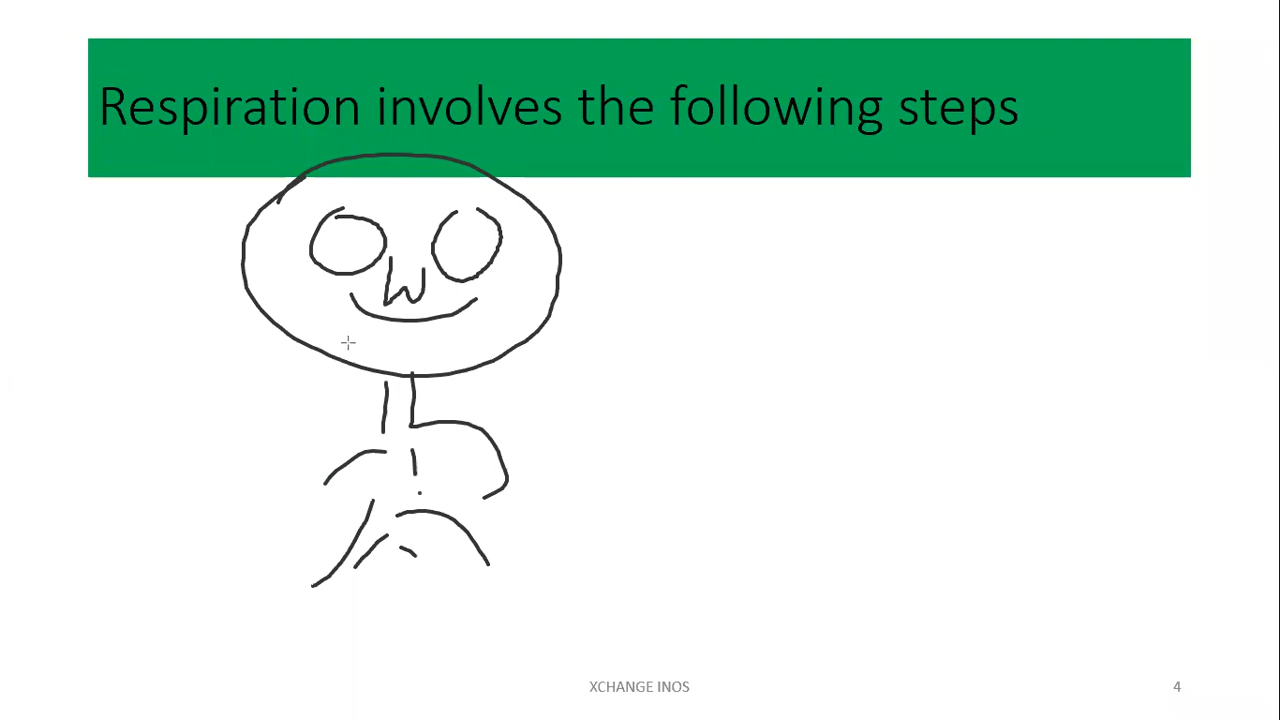 Respiration involves the following steps
XCHANGE INOS
4